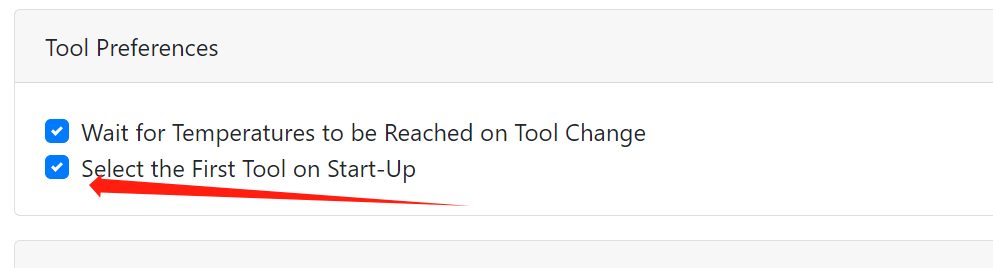 Tool Preferences
Wait for Temperatures to be Reached on Tool Change
Select the First Tool on Start-Up